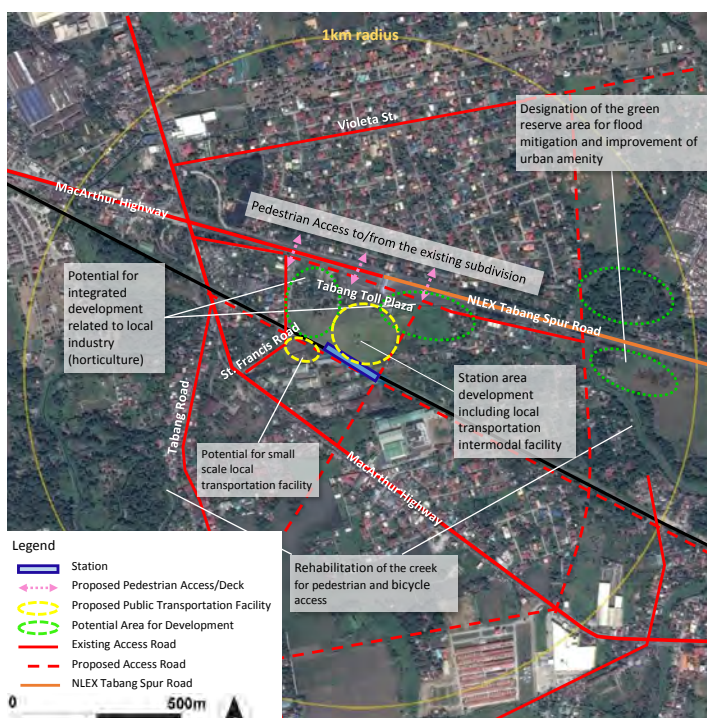 1km radius
Violeta St.
Designation of the green
reserve area for flood
mitigation and improvement of
urban amenity
MacArthur Highway
Pedestrian Access to/from the existing subdivision
Potential for
integrated
development
related to local
industry
(horticulture)
Tabang Toll Plaza
NLEX Tabang Spur Road
St. Francis Road
Station area
development
including local
transportation
intermodal facility
Tabang Road
Potential for small
scale local
transportation facility
MacArthur Highway
Rehabilitation of the creek
for pedestrian and bicycle
access
Legend
Station
Proposed Pedestrian Access/Deck
Proposed Public Transportation Facility
Potential Area for Development
Existing Access Road
Proposed Access Road
NLEX Tabang Spur Road
0 500m